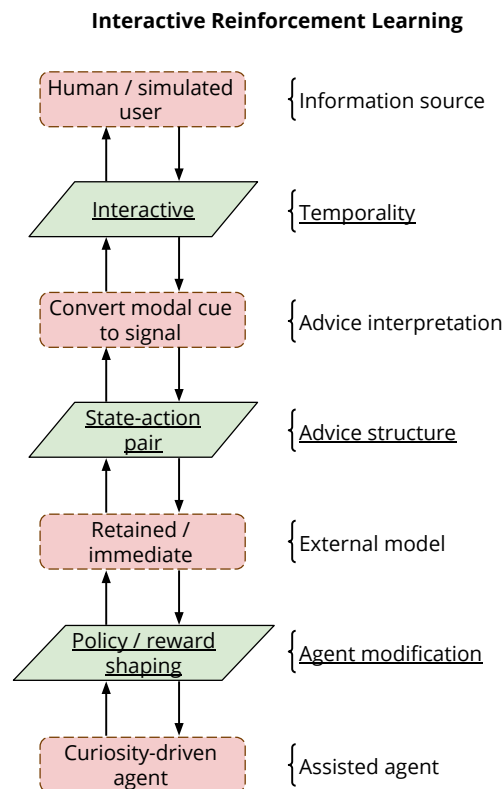 Interactive Reinforcement Learning
Human / simulated
user
Information source
Interactive
Temporality
Convert modal cue
to signal
Advice interpretation
State-action
pair
Advice structure
Retained /
immediate
External model
Policy / reward
shaping
Agent modification
Curiosity-driven
agent
Assisted agent